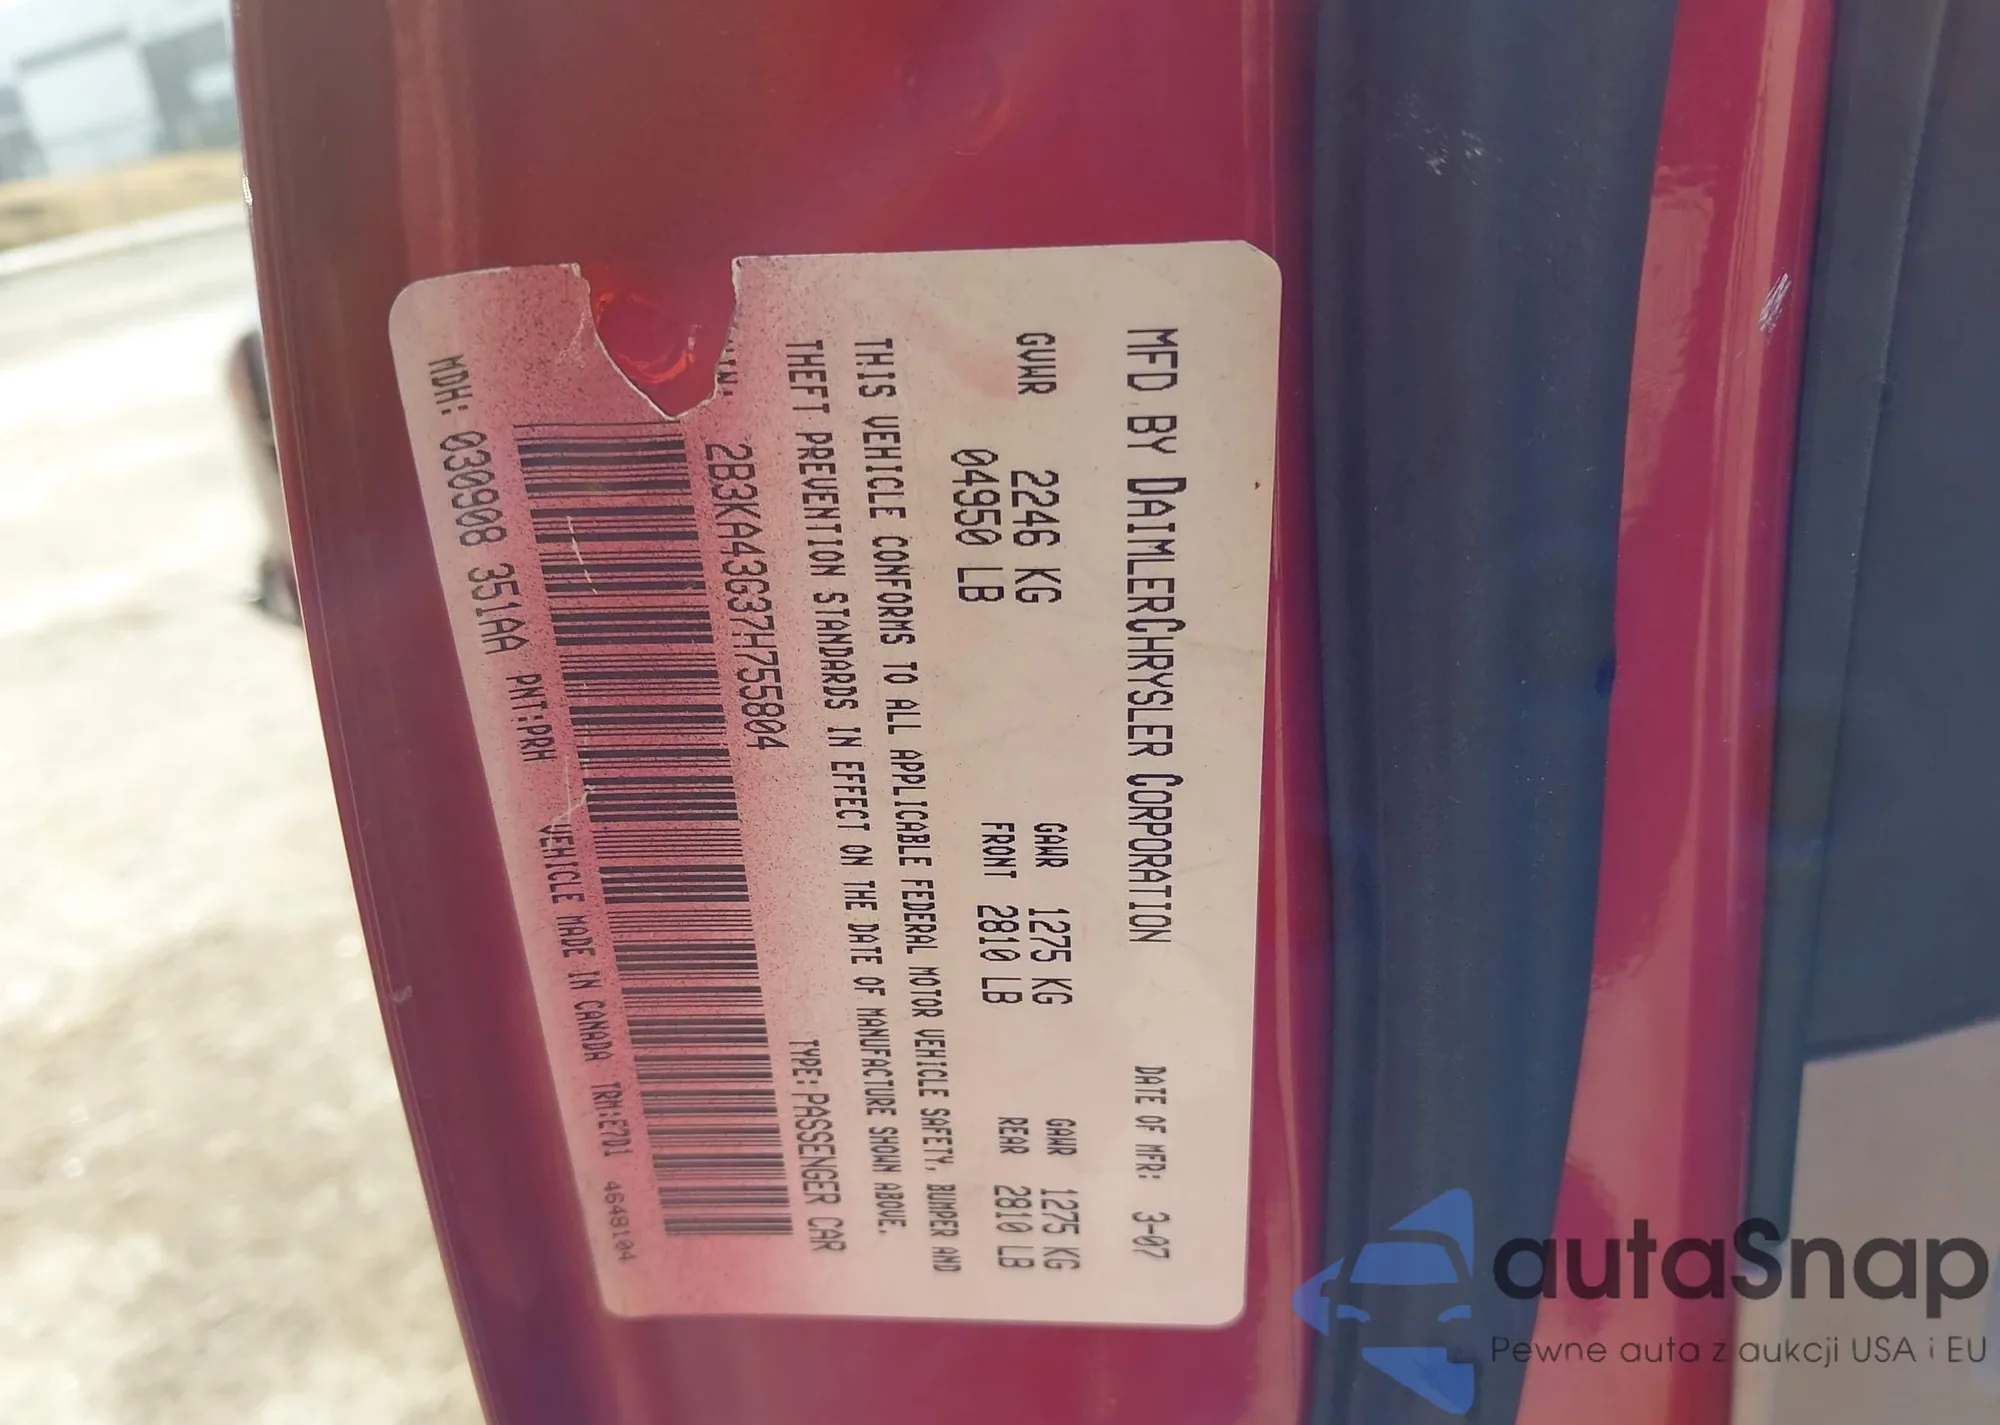 MFD BY DAIMLERCHRYSLER CORPORATION DATE OF MFR: 3-07
GVWR 2246 KG GAWR 1275 KG GAWR 1275 KG
04950 LB FRONT 2810 LB REAR 2810 LB
THIS VEHICLE CONFORMS TO ALL APPLICABLE FEDERAL MOTOR VEHICLE SAFETY, BUMPER AND
THEFT PREVENTION STANDARDS IN EFFECT ON THE DATE OF MANUFACTURE SHOWN ABOVE.
VIN: 2B3KA43G37H755804 TYPE: PASSENGER CAR
MDH: 030908 351AA PNT:PRH VEHICLE MADE IN CANADA TRM:E7D1 4648104
autaSnap
Pewne auta z aukcji USA i EU